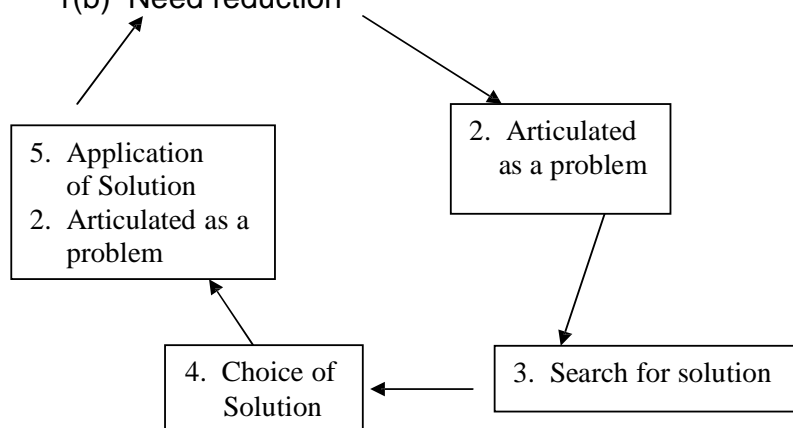 1(b) Need reduction
2. Articulated
as a problem
5. Application
of Solution
2. Articulated as a
problem
4. Choice of
Solution
3. Search for solution